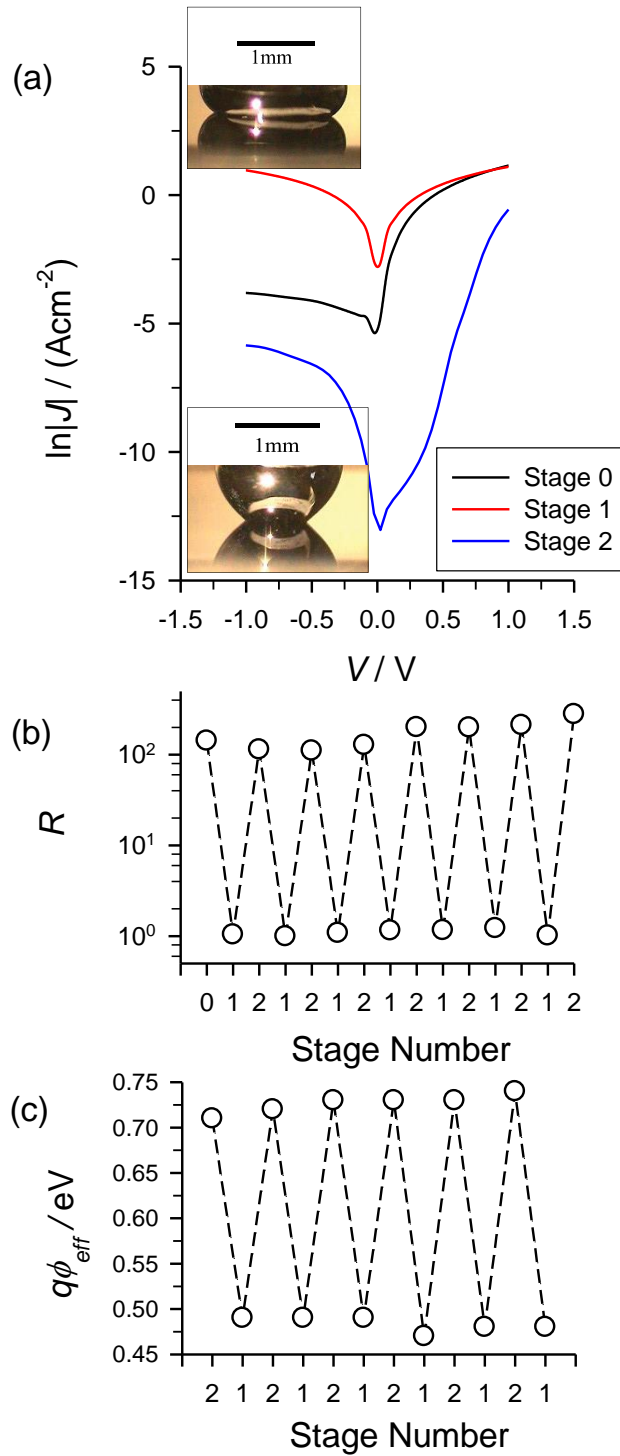 (a)
1mm
5
0
-5
-10
-15
ln|J| / (Acm⁻²)
1mm
Stage 0
Stage 1
Stage 2
-1.5 -1.0 -0.5 0.0 0.5 1.0 1.5
V / V
(b)
10²
10¹
10⁰
R
0 1 2 1 2 1 2 1 2 1 2 1 2 1 2
Stage Number
(c)
0.75
0.70
0.65
0.60
0.55
0.50
0.45
qϕeff / eV
2 1 2 1 2 1 2 1 2 1 2 1
Stage Number